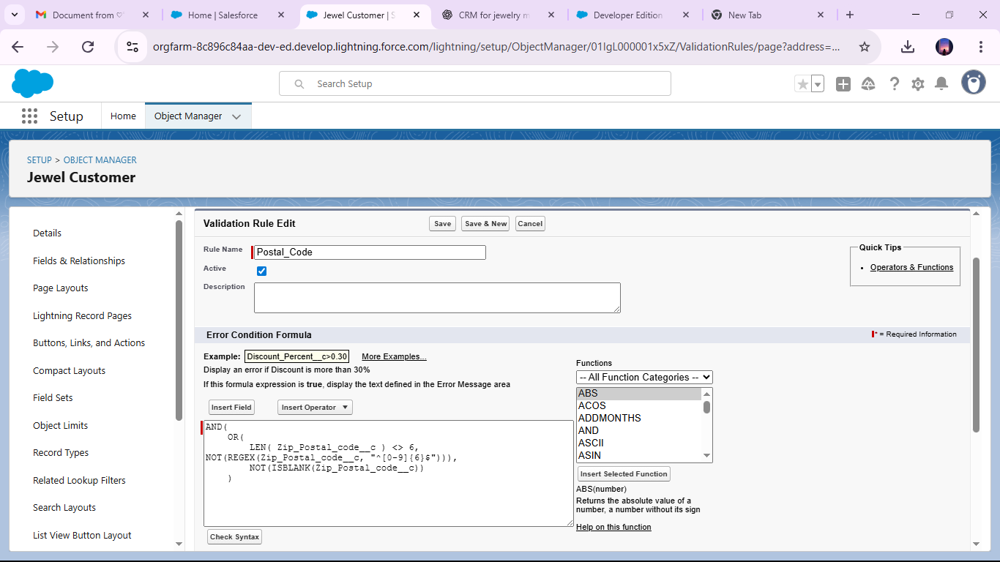 Document from ♡
Home | Salesforce
Jewel Customer | S
CRM for jewelry m
Developer Edition
New Tab
orgfarm-8c896c84aa-dev-ed.develop.lightning.force.com/lightning/setup/ObjectManager/01IgL000001x5xZ/ValidationRules/page?address=...
Search Setup
Setup
Home
Object Manager
SETUP > OBJECT MANAGER
Jewel Customer
Details
Fields & Relationships
Page Layouts
Lightning Record Pages
Buttons, Links, and Actions
Compact Layouts
Field Sets
Object Limits
Record Types
Related Lookup Filters
Search Layouts
List View Button Layout
Validation Rule Edit
Save
Save & New
Cancel
Rule Name
Postal_Code
Active
Description
Quick Tips
• Operators & Functions
Error Condition Formula
* = Required Information
Example: Discount_Percent__c>0.30 More Examples...
Display an error if Discount is more than 30%
If this formula expression is true, display the text defined in the Error Message area
Insert Field
Insert Operator
AND(
OR(
LEN( Zip_Postal_code__c ) <> 6,
NOT(REGEX(Zip_Postal_code__c, "^[0-9]{6}$"))),
NOT(ISBLANK(Zip_Postal_code__c))
)
Check Syntax
Functions
-- All Function Categories --
ABS
ACOS
ADDMONTHS
AND
ASCII
ASIN
Insert Selected Function
ABS(number)
Returns the absolute value of a
number, a number without its sign
Help on this function